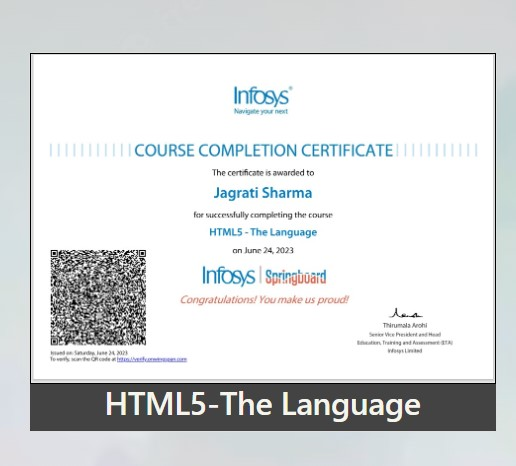 Infosys®
Navigate your next
COURSE COMPLETION CERTIFICATE
The certificate is awarded to
Jagrati Sharma
for successfully completing the course
HTML5 - The Language
on June 24, 2023
Infosys | Springboard
Congratulations! You make us proud!
Thirumala Arohi
Senior Vice President and Head
Education, Training and Assessment (ETA)
Infosys Limited
Issued on: Saturday, June 24, 2023
To verify, scan the QR code at https://verify.onwingspan.com
HTML5-The Language